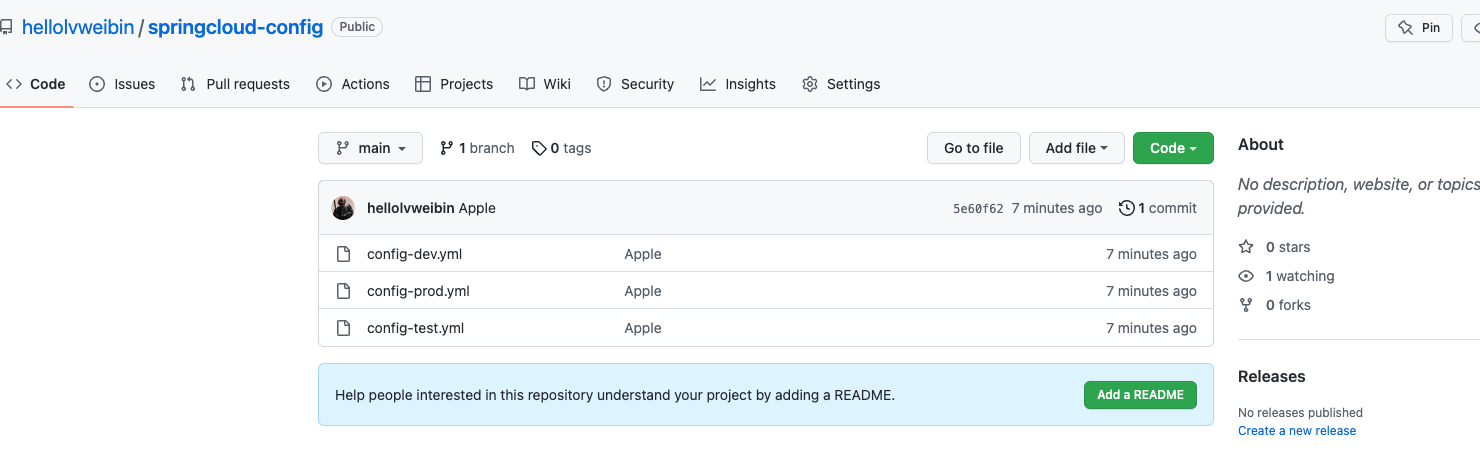 hellolvweibin / springcloud-config Public Pin
Code Issues Pull requests Actions Projects Wiki Security Insights Settings
main 1 branch 0 tags Go to file Add file Code
hellolvweibin Apple 5e60f62 7 minutes ago 1 commit
config-dev.yml Apple 7 minutes ago
config-prod.yml Apple 7 minutes ago
config-test.yml Apple 7 minutes ago
Help people interested in this repository understand your project by adding a README. Add a README
About
No description, website, or topics
provided.
0 stars
1 watching
0 forks
Releases
No releases published
Create a new release